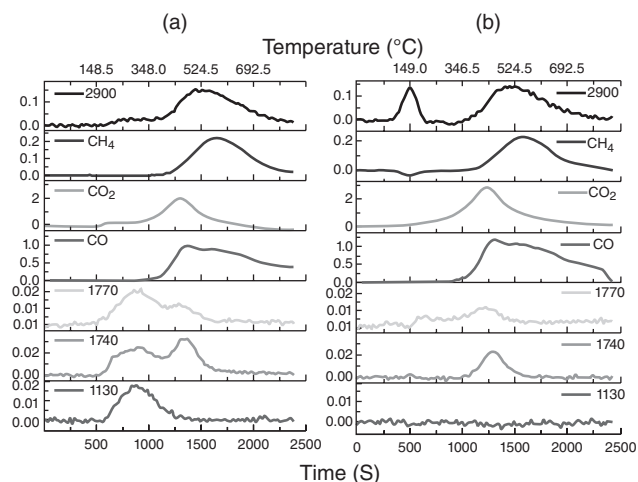 (a) (b)
Temperature (°C)
148.5 348.0 524.5 692.5 149.0 346.5 524.5 692.5
0.1 2900 0.1 2900
0.0 0.0
0.2 CH₄ 0.2 CH₄
0.0 0.0
2 CO₂ 2 CO₂
0 0
1.0 CO 1.0 CO
0.5 0.5
0.0 0.0
0.02 1770 0.02 1770
0.01 0.01
0.01 0.01
0.02 1740 0.02 1740
0.00 0.00
0.02 1130 0.02 1130
0.01
0.00 0.00
0 500 1000 1500 2000 2500 0 500 1000 1500 2000 2500
Time (S)